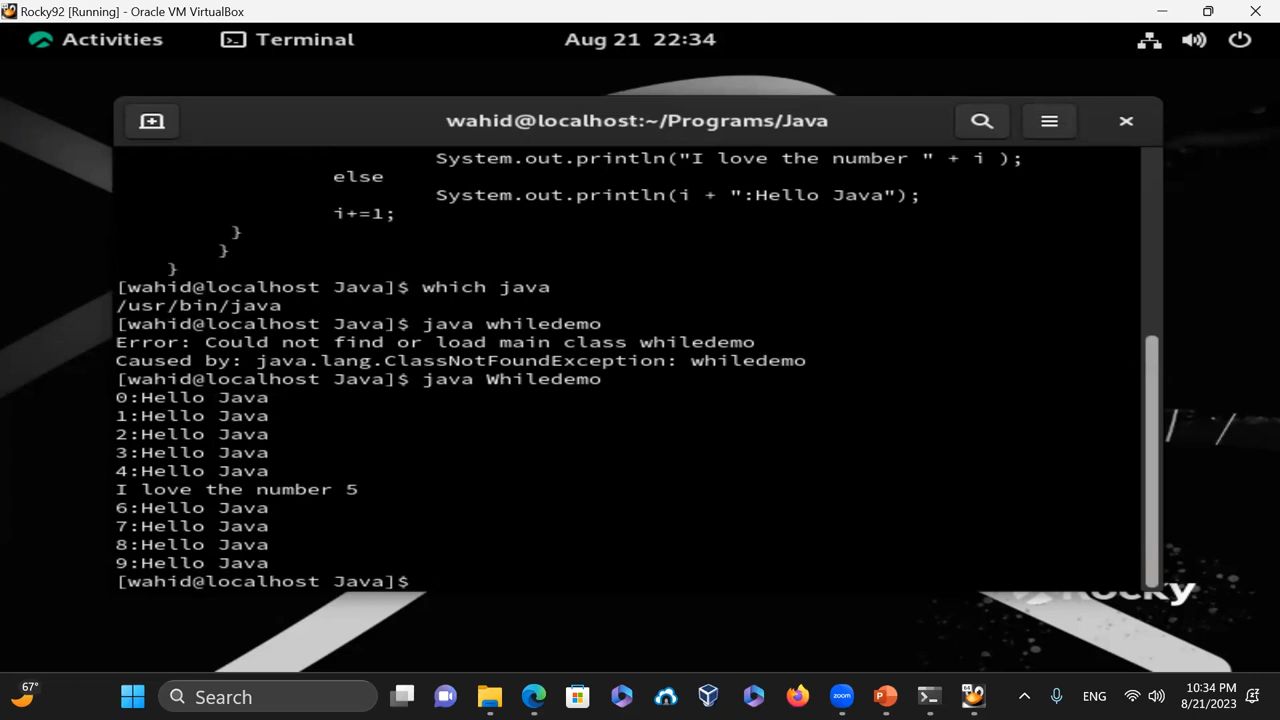 Rocky92 [Running] - Oracle VM VirtualBox
Activities Terminal Aug 21 22:34
wahid@localhost:~/Programs/Java
System.out.println("I love the number " + i );
else
System.out.println(i + ":Hello Java");
i+=1;
}
}
}
[wahid@localhost Java]$ which java
/usr/bin/java
[wahid@localhost Java]$ java whiledemo
Error: Could not find or load main class whiledemo
Caused by: java.lang.ClassNotFoundException: whiledemo
[wahid@localhost Java]$ java Whiledemo
0:Hello Java
1:Hello Java
2:Hello Java
3:Hello Java
4:Hello Java
I love the number 5
6:Hello Java
7:Hello Java
8:Hello Java
9:Hello Java
[wahid@localhost Java]$
Rocky
67° Search zoom ENG 10:34 PM
8/21/2023